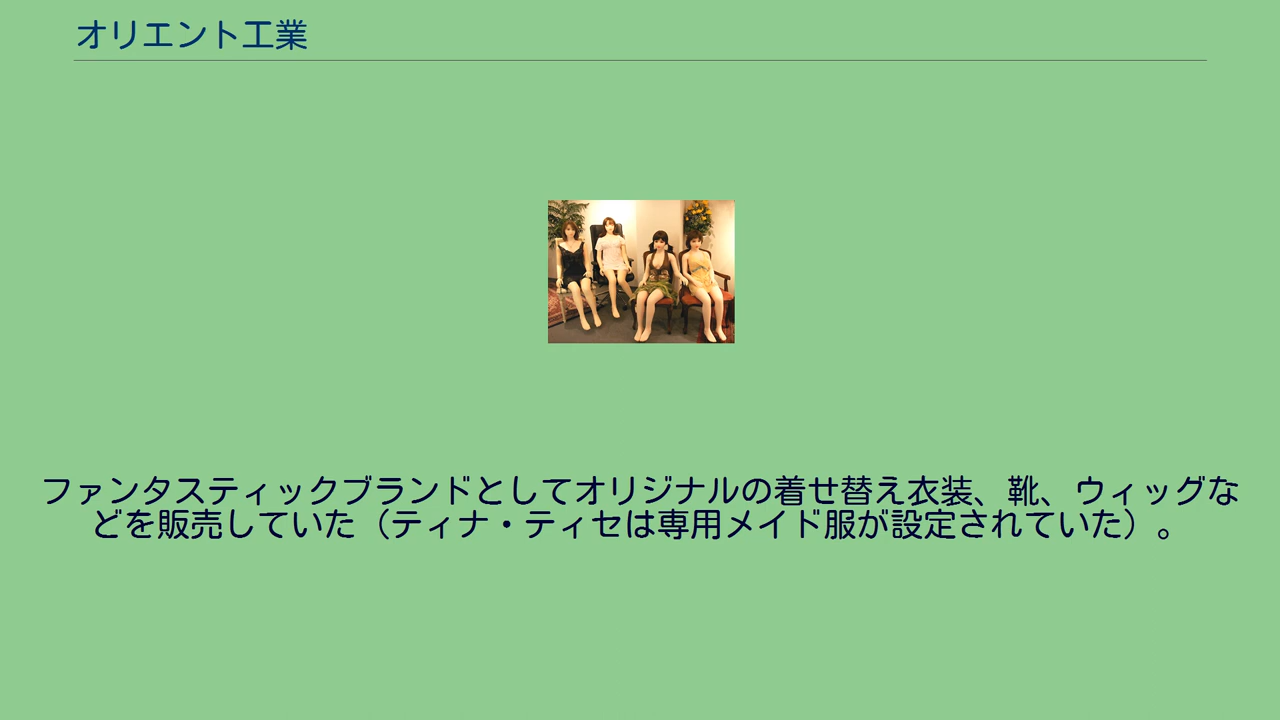 オリエント工業
ファンタスティックブランドとしてオリジナルの着せ替え衣装、靴、ウィッグな
どを販売していた（ティナ・ティセは専用メイド服が設定されていた）。